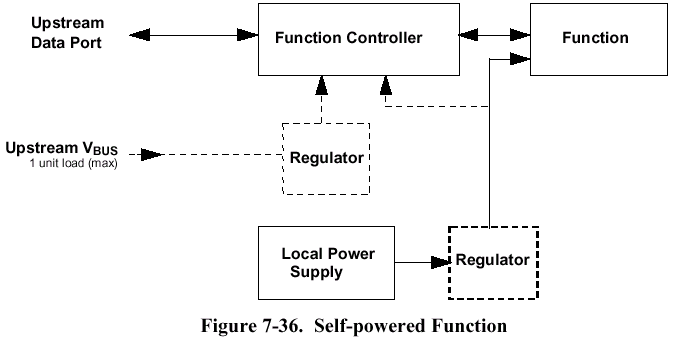 Upstream
Data Port
Function Controller
Function
Upstream VBUS
1 unit load (max)
Regulator
Local Power
Supply
Regulator
Figure 7-36. Self-powered Function